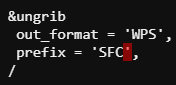 &ungrib
 out_format = 'WPS',
 prefix = 'SFC',
/